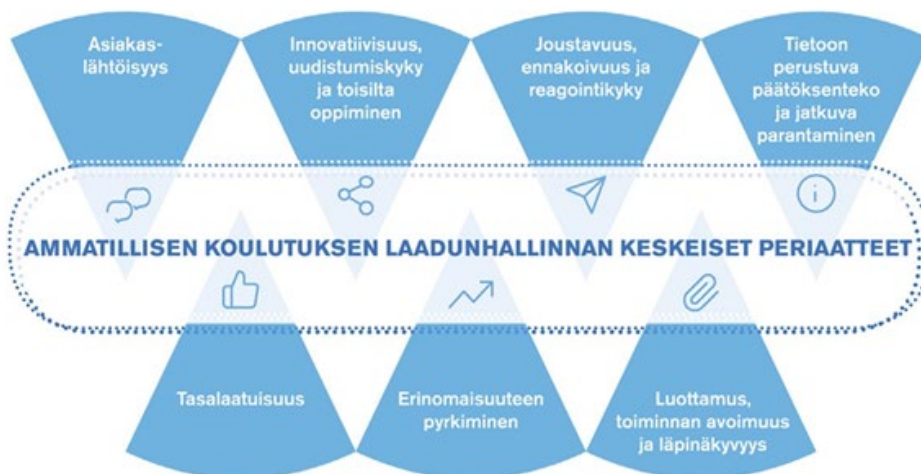 Asiakas-
lähtöisyys
Innovatiivisuus,
uudistumiskyky
ja toisilta
oppiminen
Joustavuus,
ennakoivuus ja
reagointikyky
Tietoon
perustuva
päätöksenteko
ja jatkuva
parantaminen
AMMATILLISEN KOULUTUKSEN LAADUNHALLINNAN KESKEISET PERIAATTEET
Tasalaatuisuus
Erinomaisuuteen
pyrkiminen
Luottamus,
toiminnan avoimuus
ja läpinäkyvyys